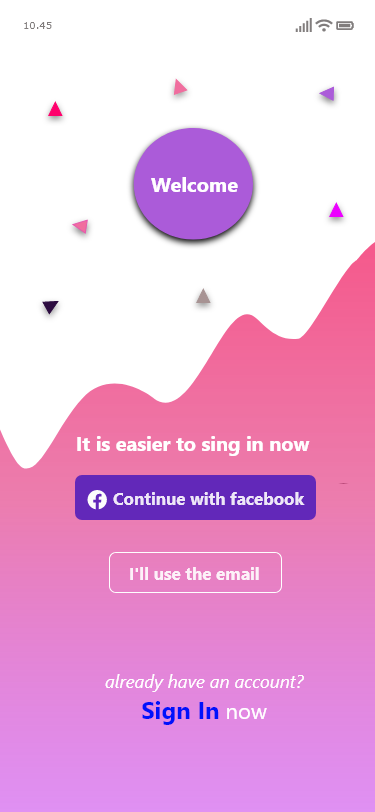 10.45
Welcome
It is easier to sing in now
Continue with facebook
I'll use the email
already have an account?
Sign In now